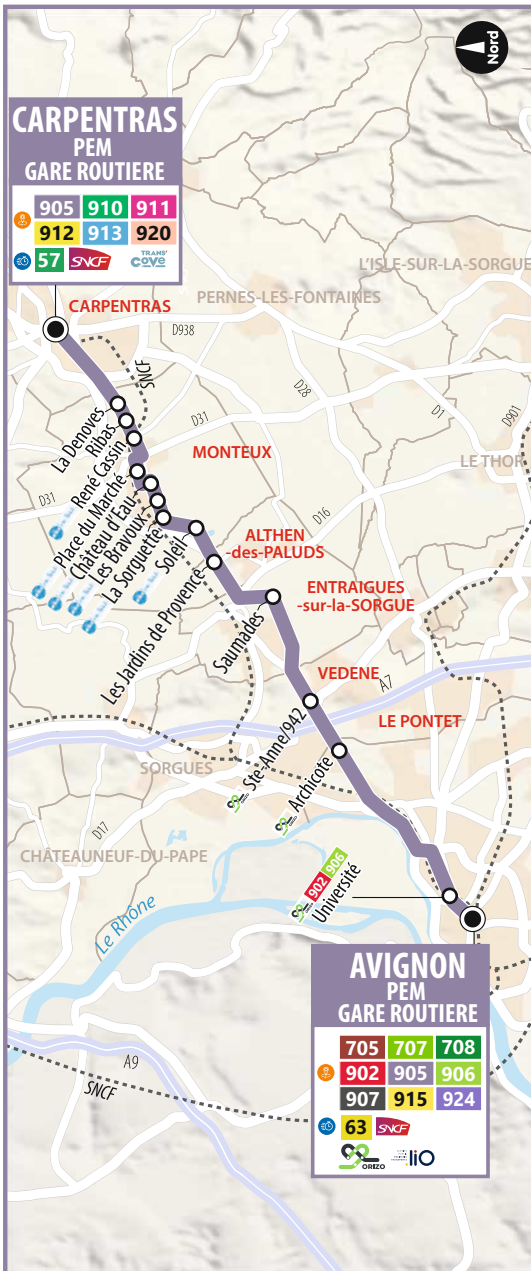 Nord
CARPENTRAS
PEM
GARE ROUTIERE
905 910 911
912 913 920
57 SNCF TRANS' COVE
L'ISLE-SUR-LA-SORGUE
PERNES-LES-FONTAINES
CARPENTRAS
D938
SNCF
D28
D1
D901
D31
La Denoves
Ribas
René Cassin
MONTEUX
LE THOR
D31
Place du Marché
Château d'Eau
Les Bravoux
La Sorguette
Soleil
D16
ALTHEN
-des-PALUDS
Les Jardins de Provence
ENTRAIGUES
-sur-la-SORGUE
Saumades
VEDENE
A7
LE PONTET
Ste-Anne/942
SORGUES
Archicote
D17
CHÂTEAUNEUF-DU-PAPE
902 906
Université
Le Rhône
AVIGNON
PEM
GARE ROUTIERE
705 707 708
902 905 906
907 915 924
63 SNCF
ORIZO liO
A9
SNCF